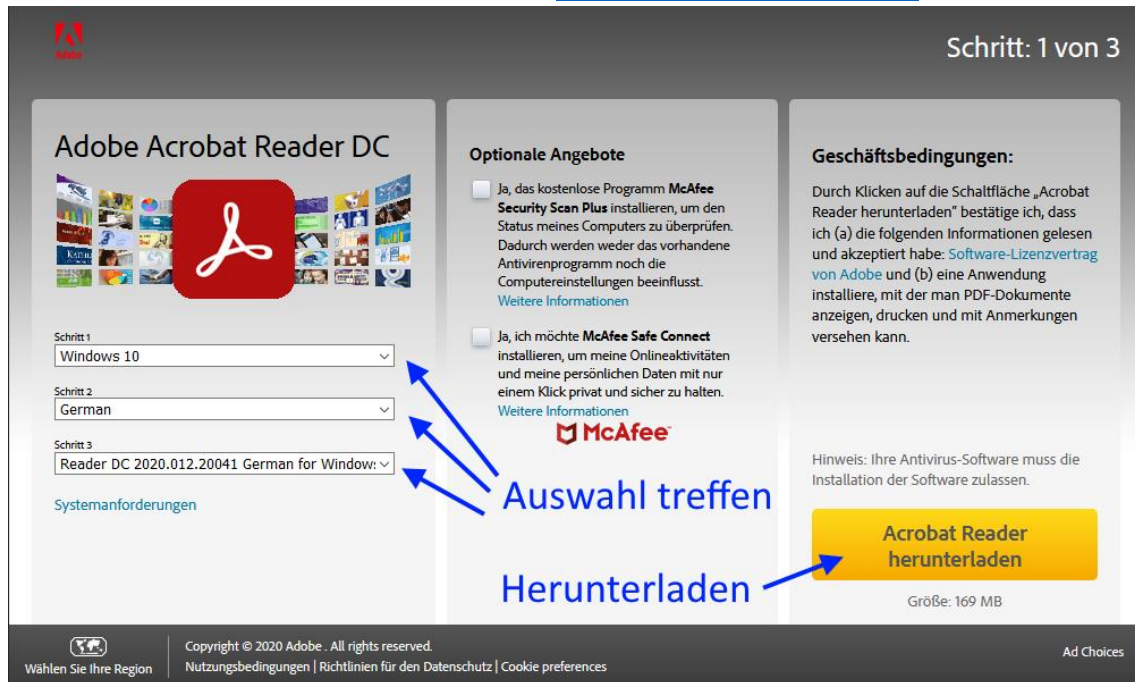 Adobe
Schritt: 1 von 3
Adobe Acrobat Reader DC
Schritt 1
Windows 10
Schritt 2
German
Schritt 3
Reader DC 2020.012.20041 German for Window
Systemanforderungen
Optionale Angebote
Ja, das kostenlose Programm McAfee
Security Scan Plus installieren, um den
Status meines Computers zu überprüfen.
Dadurch werden weder das vorhandene
Antivirenprogramm noch die
Computereinstellungen beeinflusst.
Weitere Informationen
Ja, ich möchte McAfee Safe Connect
installieren, um meine Onlineaktivitäten
und meine persönlichen Daten mit nur
einem Klick privat und sicher zu halten.
Weitere Informationen
McAfee
Auswahl treffen
Herunterladen
Geschäftsbedingungen:
Durch Klicken auf die Schaltfläche „Acrobat
Reader herunterladen" bestätige ich, dass
ich (a) die folgenden Informationen gelesen
und akzeptiert habe: Software-Lizenzvertrag
von Adobe und (b) eine Anwendung
installiere, mit der man PDF-Dokumente
anzeigen, drucken und mit Anmerkungen
versehen kann.
Hinweis: Ihre Antivirus-Software muss die
Installation der Software zulassen.
Acrobat Reader
herunterladen
Größe: 169 MB
Wählen Sie Ihre Region
Copyright © 2020 Adobe . All rights reserved.
Nutzungsbedingungen | Richtlinien für den Datenschutz | Cookie preferences
Ad Choices